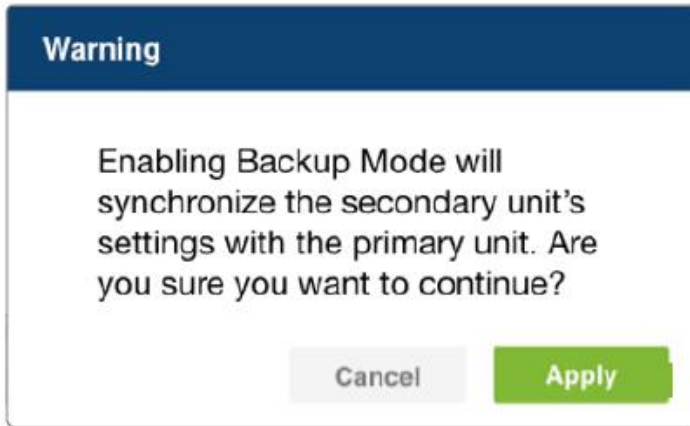 Warning
Enabling Backup Mode will
synchronize the secondary unit's
settings with the primary unit. Are
you sure you want to continue?
Cancel
Apply